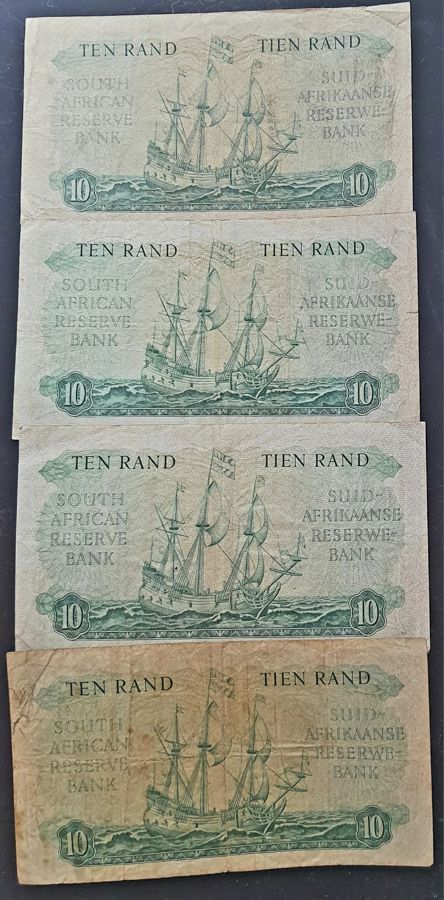 TEN RAND TIEN RAND
SOUTH AFRICAN RESERVE BANK
SUID-AFRIKAANSE RESERWE-BANK
10 10
TEN RAND TIEN RAND
SOUTH AFRICAN RESERVE BANK
SUID-AFRIKAANSE RESERWE-BANK
10 10
TEN RAND TIEN RAND
SOUTH AFRICAN RESERVE BANK
SUID-AFRIKAANSE RESERWE-BANK
10 10
TEN RAND TIEN RAND
SOUTH AFRICAN RESERVE BANK
SUID-AFRIKAANSE RESERWE-BANK
10 10